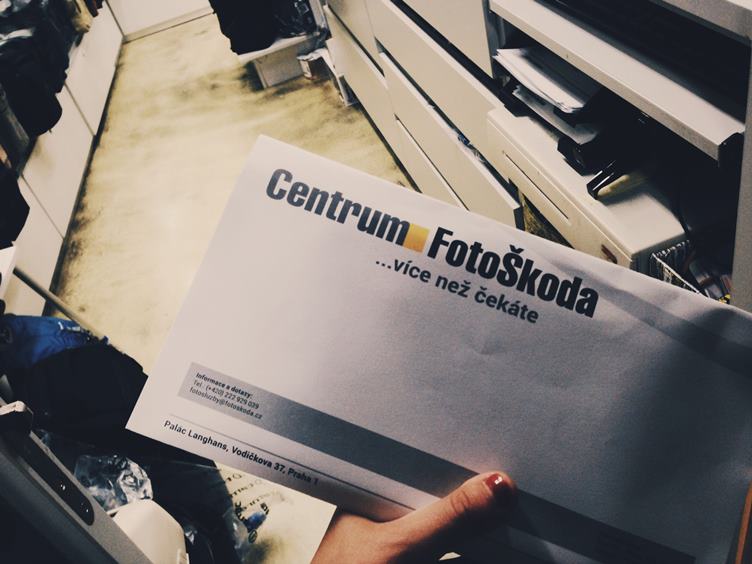 Centrum FotoŠkoda
...více než čekáte
Informace a dotazy:
Tel.: (+420) 222 929 029
fotosluzby@fotoskoda.cz
Palác Langhans, Vodičkova 37, Praha 1